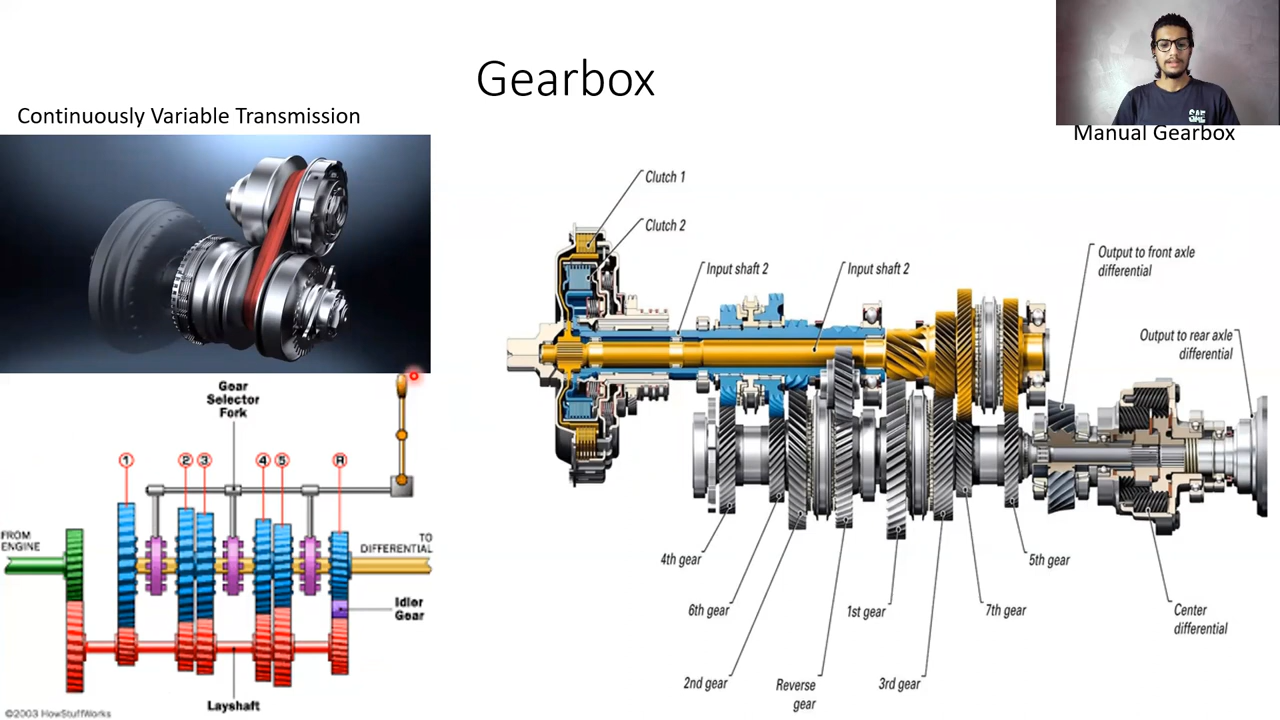 Gearbox
Continuously Variable Transmission
SAE
Manual Gearbox
Clutch 1
Clutch 2
Input shaft 2
Input shaft 2
Output to front axle
differential
Output to rear axle
differential
4th gear
6th gear
2nd gear
Reverse
gear
1st gear
3rd gear
7th gear
5th gear
Center
differential
Gear
Selector
Fork
1
2
3
4
5
R
FROM
ENGINE
TO
DIFFERENTIAL
Idler
Gear
Layshaft
©2003 HowStuffWorks